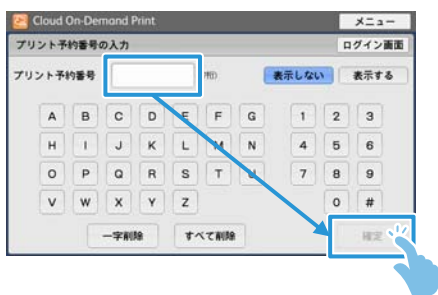 Cloud On-Demand Print
メニュー
プリント予約番号の入力
ログイン画面
プリント予約番号
表示しない
表示する
A B C D E F G 1 2 3
H I J K L M N 4 5 6
O P Q R S T U 7 8 9
V W X Y Z 0 #
一字削除
すべて削除
確定